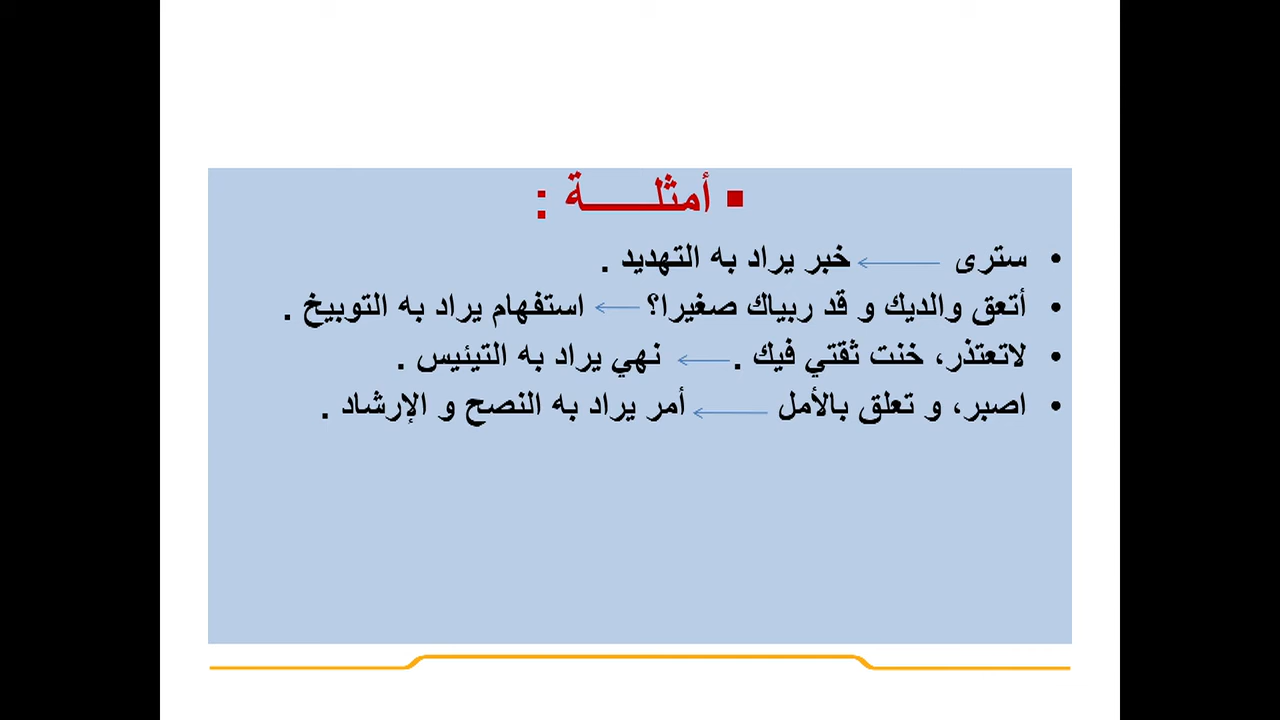 ▪ أمثلـــــــة :
• سترى ← خبر يراد به التهديد .
• أتعق والديك و قد ربياك صغيرا؟ ← استفهام يراد به التوبيخ .
• لاتعتذر، خنت ثقتي فيك . ← نهي يراد به التيئيس .
• اصبر، و تعلق بالأمل ← أمر يراد به النصح و الإرشاد .